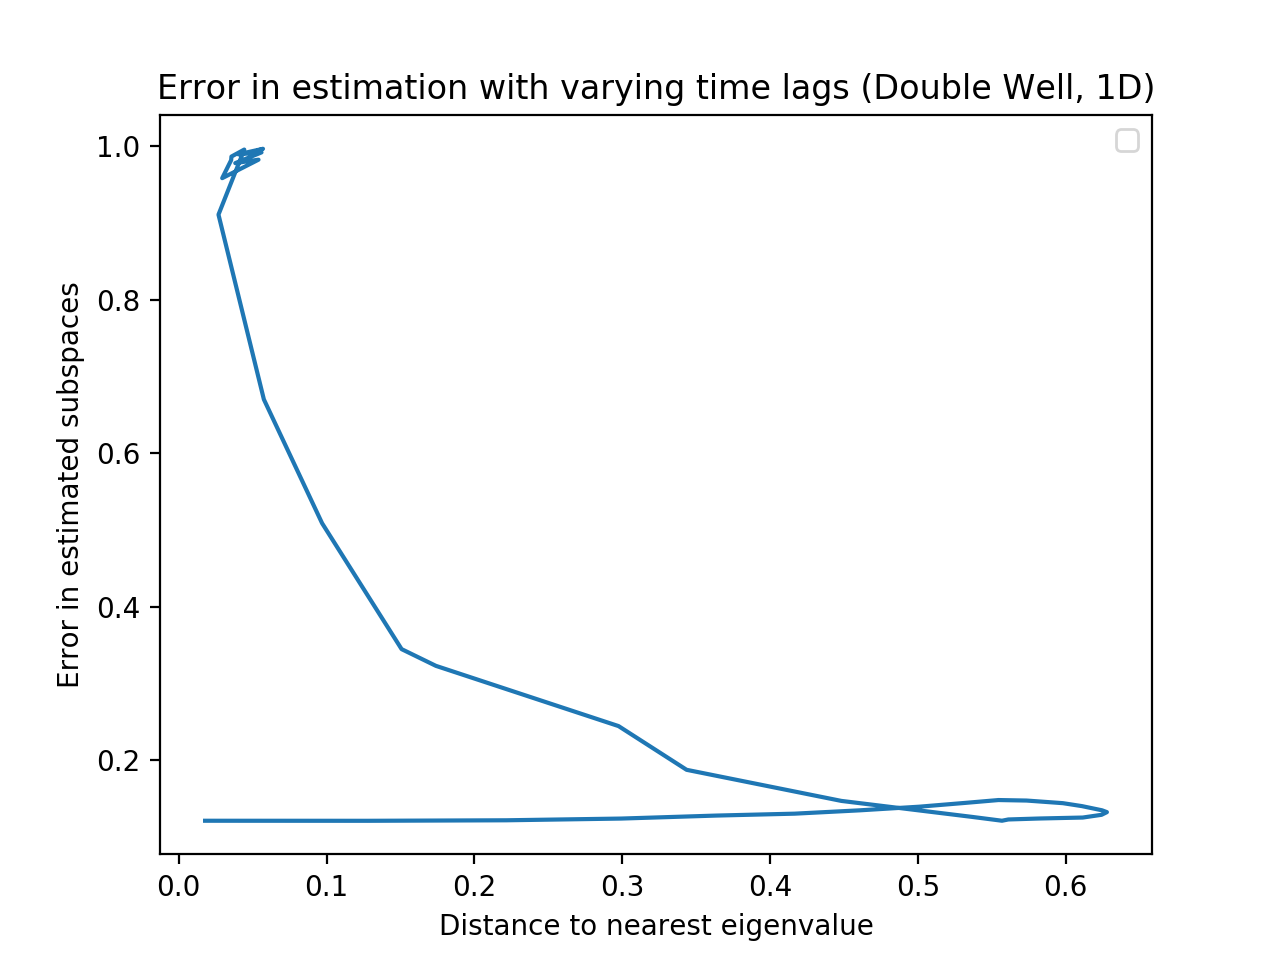 Error in estimation with varying time lags (Double Well, 1D)
1.0
0.8
0.6
0.4
0.2
Error in estimated subspaces
0.0 0.1 0.2 0.3 0.4 0.5 0.6
Distance to nearest eigenvalue